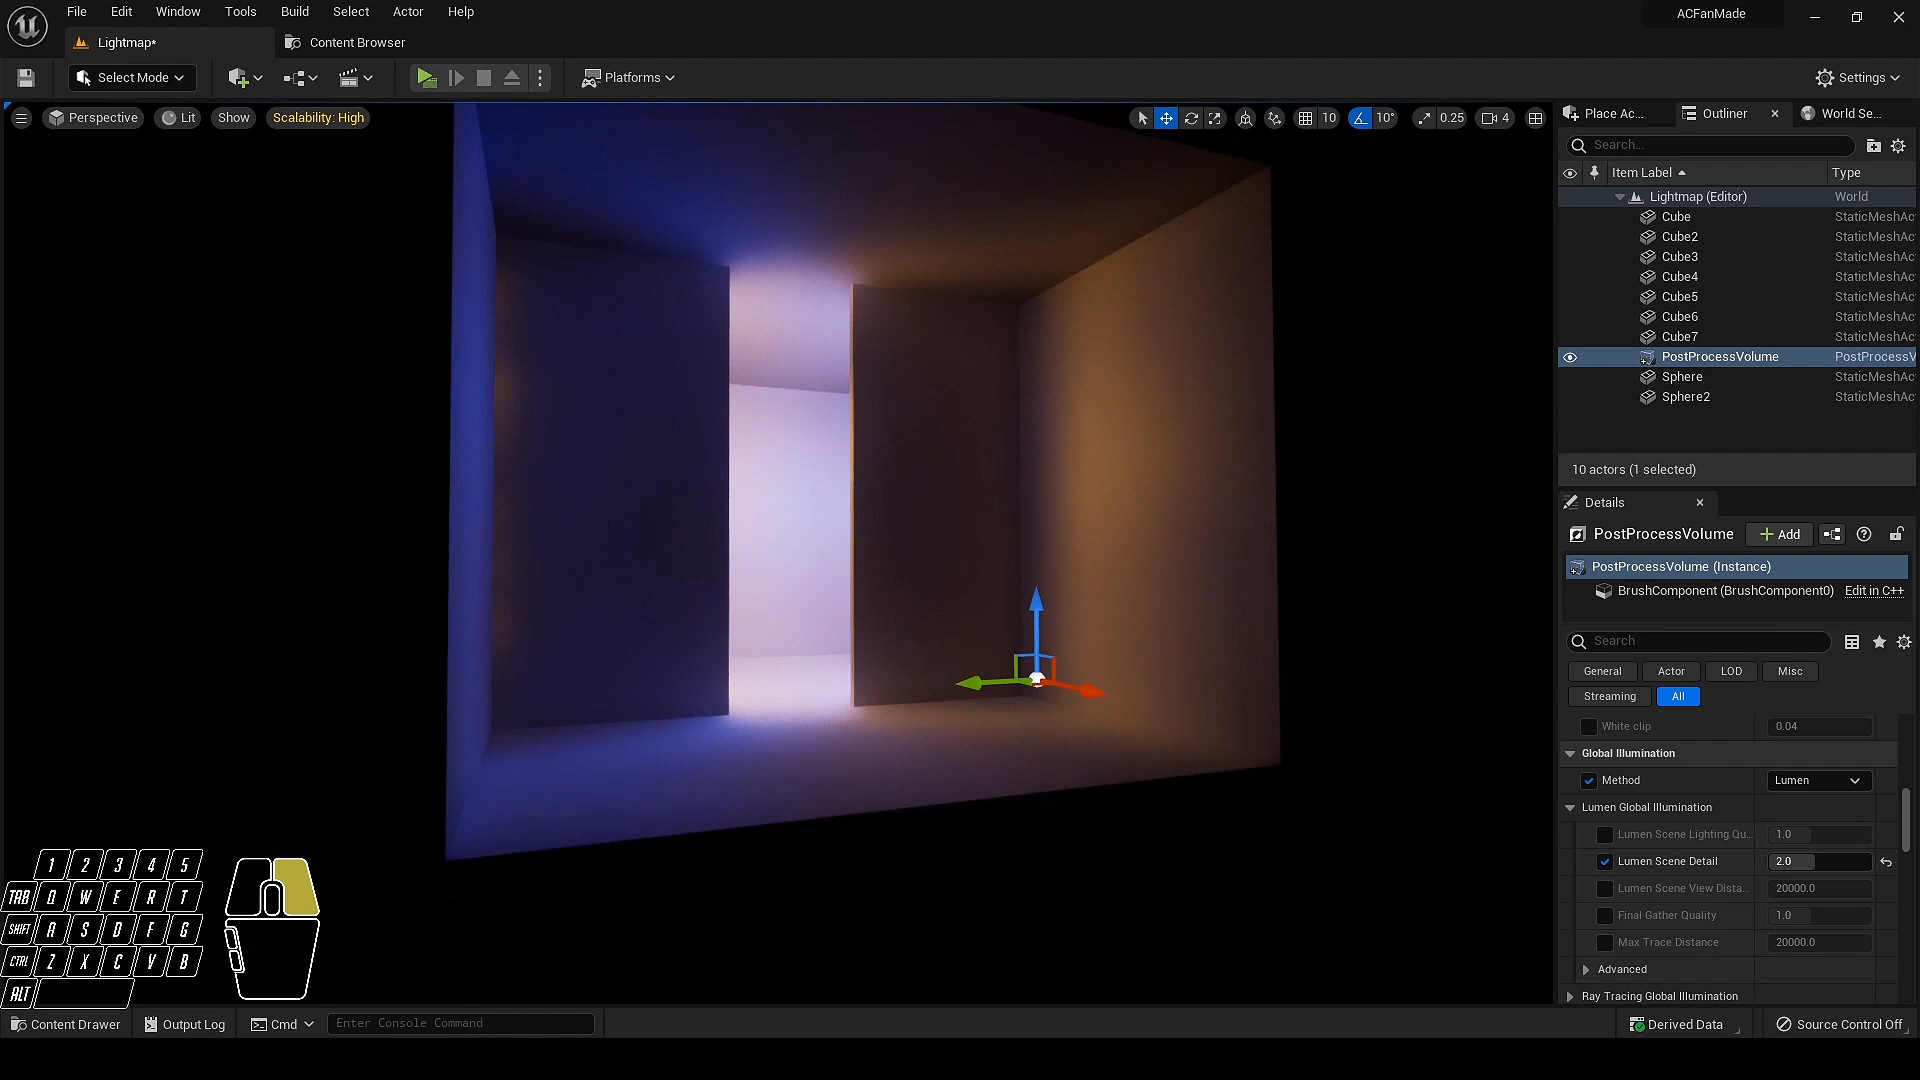 File Edit Window Tools Build Select Actor Help
ACFanMade
Lightmap*
Content Browser
Select Mode
Platforms
Settings
Perspective
Lit
Show
Scalability: High
10
10°
0.25
4
Place Ac...
Outliner
World Se...
Search...
Item Label
Type
Lightmap (Editor) World
Cube StaticMeshAc
Cube2 StaticMeshAc
Cube3 StaticMeshAc
Cube4 StaticMeshAc
Cube5 StaticMeshAc
Cube6 StaticMeshAc
Cube7 StaticMeshAc
PostProcessVolume PostProcessV
Sphere StaticMeshAc
Sphere2 StaticMeshAc
10 actors (1 selected)
Details
PostProcessVolume
Add
PostProcessVolume (Instance)
BrushComponent (BrushComponent0) Edit in C++
Search
General Actor LOD Misc
Streaming All
White clip 0.04
Global Illumination
Method Lumen
Lumen Global Illumination
Lumen Scene Lighting Qu... 1.0
Lumen Scene Detail 2.0
Lumen Scene View Dista... 20000.0
Final Gather Quality 1.0
Max Trace Distance 20000.0
Advanced
Ray Tracing Global Illumination
1 2 3 4 5
TAB Q W E R T
SHIFT A S D F G
CTRL Z X C V B
ALT
Content Drawer
Output Log
Cmd
Enter Console Command
Derived Data
Source Control Off